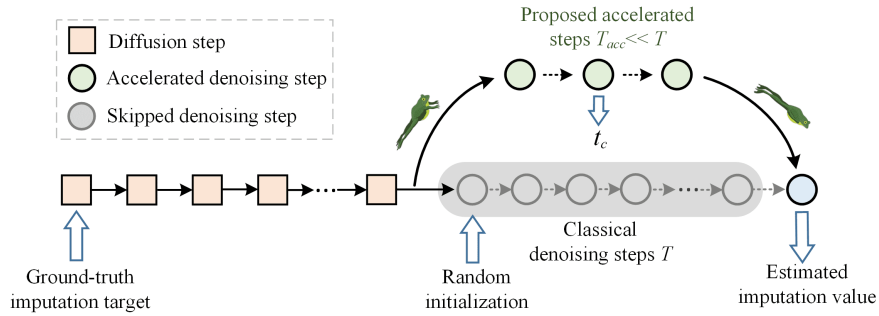 Diffusion step
Accelerated denoising step
Skipped denoising step
Proposed accelerated
steps T_acc<< T
t_c
...
...
Classical
denoising steps T
Ground-truth
imputation target
Random
initialization
Estimated
imputation value